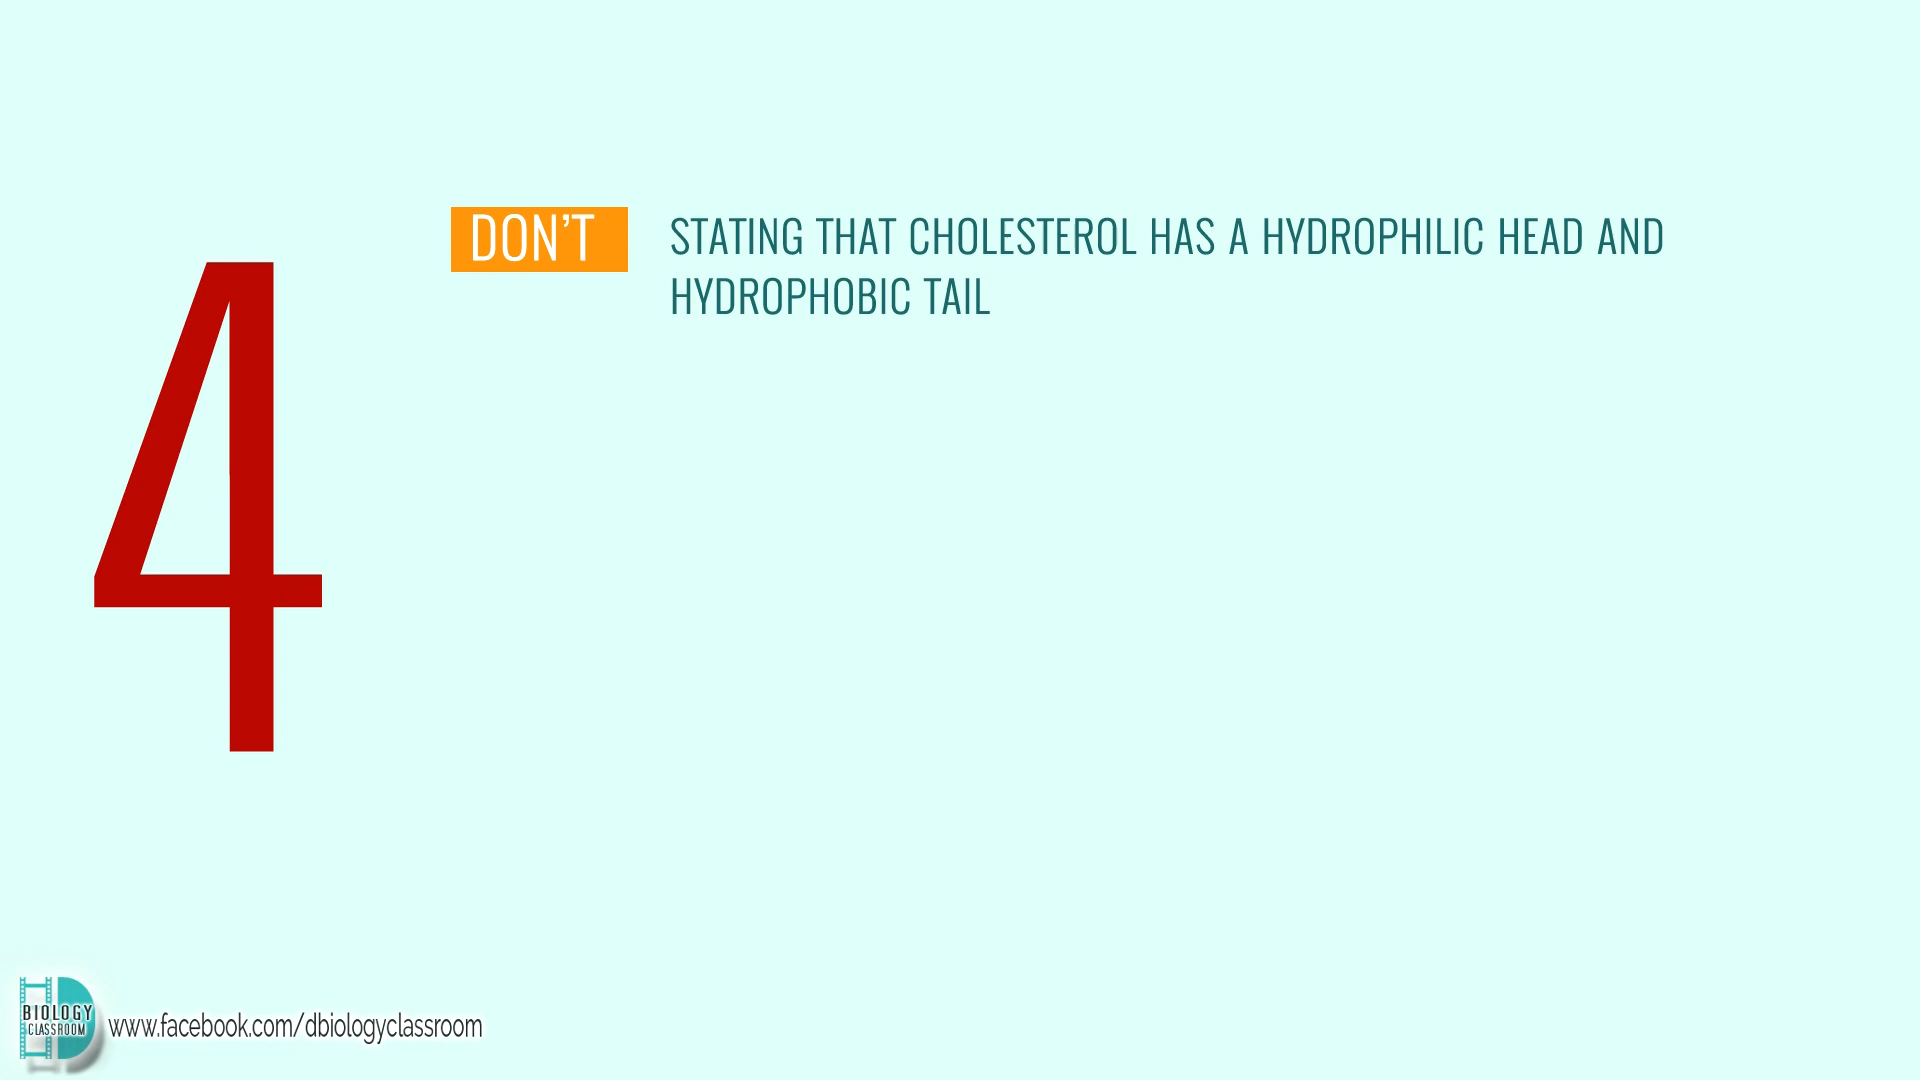 4
DON'T
STATING THAT CHOLESTEROL HAS A HYDROPHILIC HEAD AND
HYDROPHOBIC TAIL
BIOLOGY
CLASSROOM
www.facebook.com/dbiologyclassroom